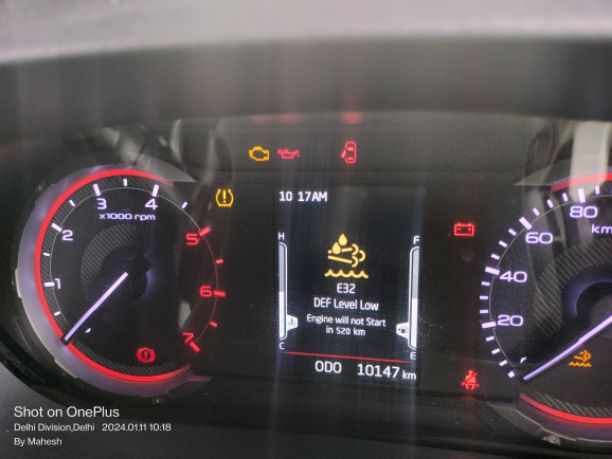 10 17AM
4
3
x1000 rpm
2
5
1
6
7
H
F
E32
DEF Level Low
Engine will not Start
in 520 km
C
E
ODO 10147 km
80
60
km
40
20
Shot on OnePlus
Delhi Division,Delhi 2024.01.11 10:18
By Mahesh